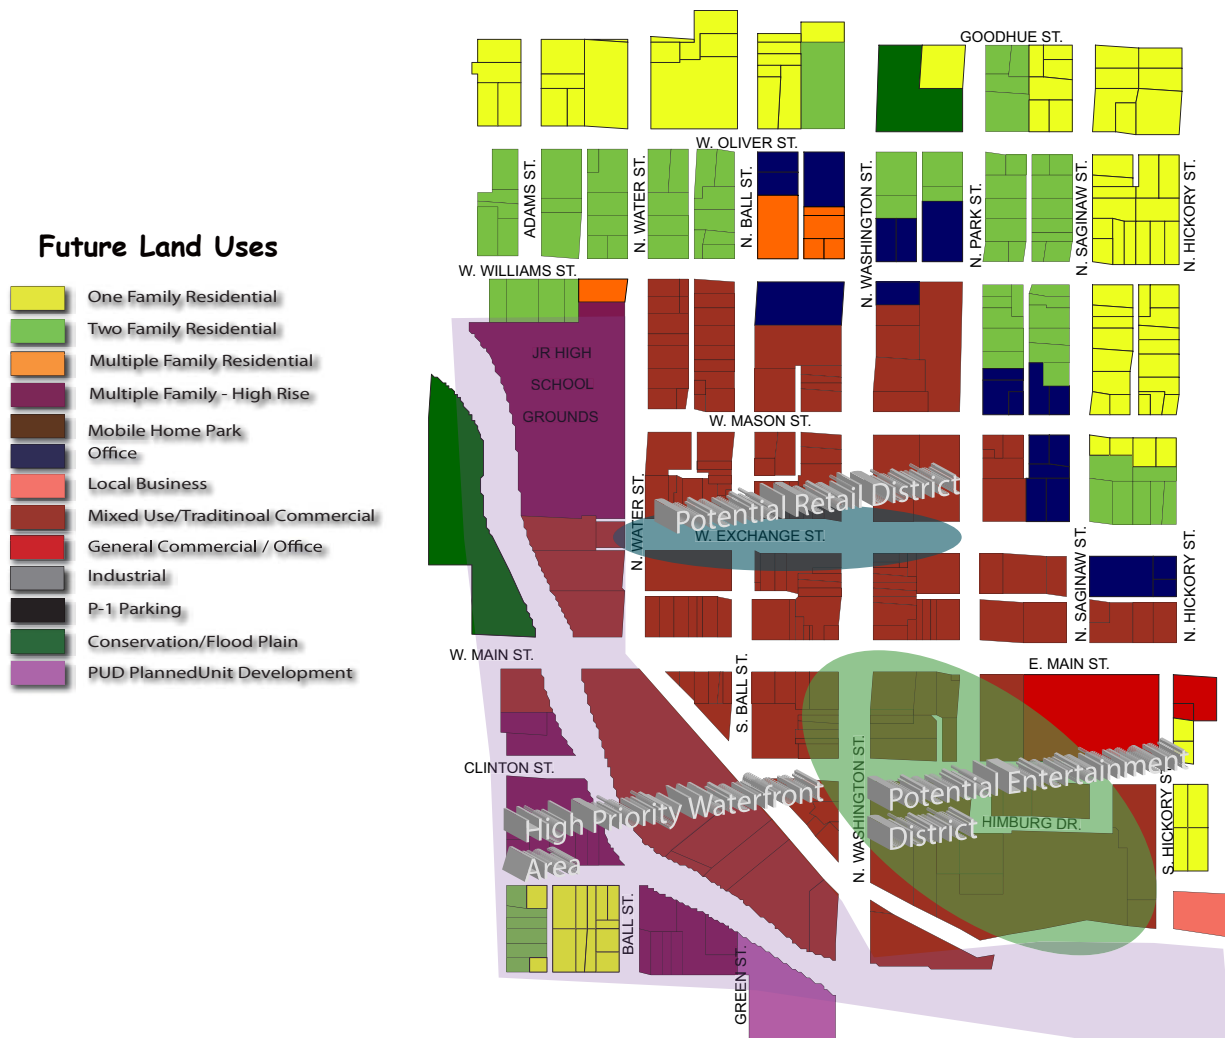 GOODHUE ST.
W. OLIVER ST.
ADAMS ST.
N. WATER ST.
N. BALL ST.
N. WASHINGTON ST.
N. PARK ST.
N. SAGINAW ST.
N. HICKORY ST.
Future Land Uses
One Family Residential
Two Family Residential
Multiple Family Residential
Multiple Family - High Rise
Mobile Home Park
Office
Local Business
Mixed Use/Traditinoal Commercial
General Commercial / Office
Industrial
P-1 Parking
Conservation/Flood Plain
PUD PlannedUnit Development
W. WILLIAMS ST.
JR HIGH
SCHOOL
GROUNDS
W. MASON ST.
Potential Retail District
N. WATER ST.
W. EXCHANGE ST.
N. SAGINAW ST.
N. HICKORY ST.
W. MAIN ST.
E. MAIN ST.
S. BALL ST.
N. WASHINGTON ST.
CLINTON ST.
High Priority Waterfront
Area
Potential Entertainment
District
HIMBURG DR.
S. HICKORY ST.
BALL ST.
GREEN ST.